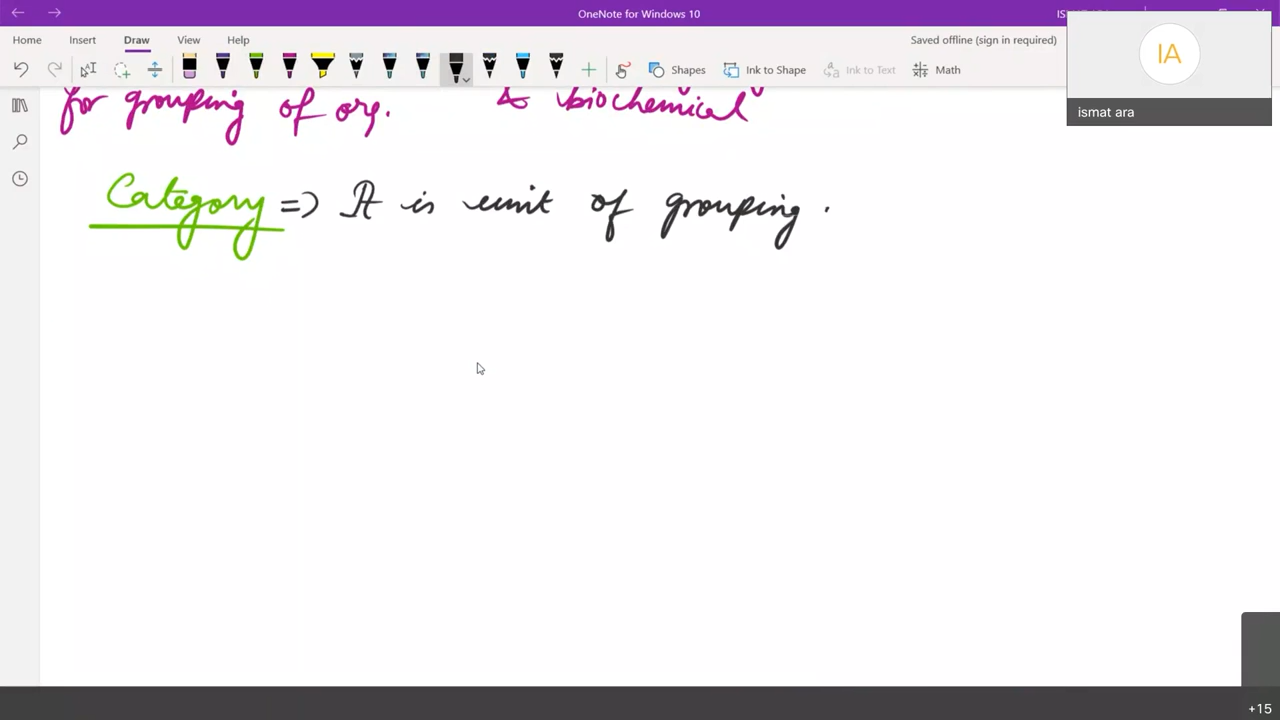 OneNote for Windows 10
Home Insert Draw View Help
Saved offline (sign in required)
Shapes Ink to Shape Ink to Text Math
IA
ismat ara
for grouping of org. & biochemical
Category => It is unit of grouping.
+15